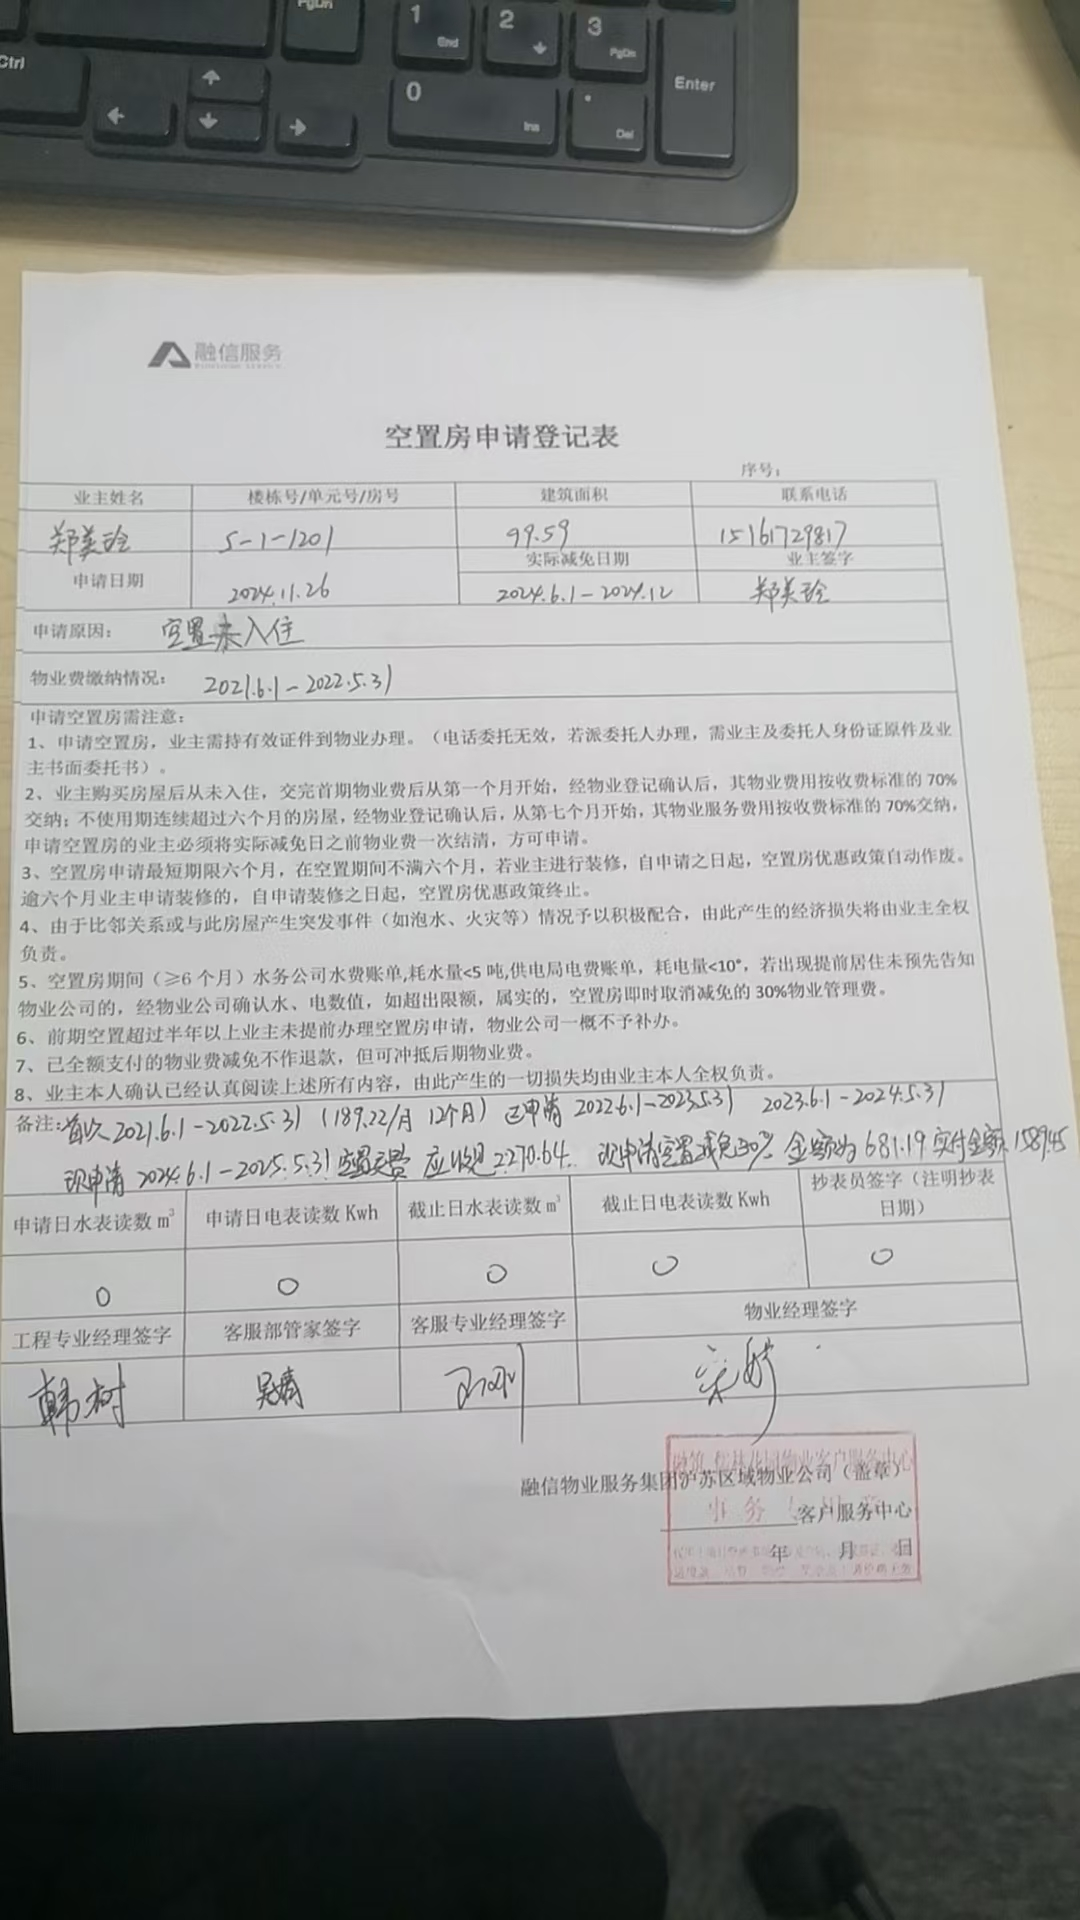 PgDn
1 End
2
3 PgDn
Ctrl
Enter
0 Ins
. Del
融信服务
空置房申请登记表
序号：
业主姓名 楼栋号/单元号/房号 建筑面积 联系电话
郑美玲 5-1-1201 99.59 15161729817
申请日期 实际减免日期 业主签字
2024.11.26 2024.6.1-2024.12 郑美玲
申请原因： 空置未入住
物业费缴纳情况： 2021.6.1-2022.5.31
申请空置房需注意：
1、申请空置房，业主需持有效证件到物业办理。（电话委托无效，若派委托人办理，需业主及委托人身份证原件及业
主书面委托书）。
2、业主购买房屋后从未入住，交完首期物业费后从第一个月开始，经物业登记确认后，其物业费用按收费标准的 70%
交纳；不使用期连续超过六个月的房屋，经物业登记确认后，从第七个月开始，其物业服务费用按收费标准的 70%交纳，
申请空置房的业主必须将实际减免日之前物业费一次结清，方可申请。
3、空置房申请最短期限六个月，在空置期间不满六个月，若业主进行装修，自申请之日起，空置房优惠政策自动作废。
逾六个月业主申请装修的，自申请装修之日起，空置房优惠政策终止。
4、由于比邻关系或与此房屋产生突发事件（如泡水、火灾等）情况予以积极配合，由此产生的经济损失将由业主全权
负责。
5、空置房期间（≥6 个月）水务公司水费账单,耗水量<5 吨,供电局电费账单，耗电量<10°，若出现提前居住未预先告知
物业公司的，经物业公司确认水、电数值，如超出限额，属实的，空置房即时取消减免的 30%物业管理费。
6、前期空置超过半年以上业主未提前办理空置房申请，物业公司一概不予补办。
7、已全额支付的物业费减免不作退款，但可冲抵后期物业费。
8、业主本人确认已经认真阅读上述所有内容，由此产生的一切损失均由业主本人全权负责。
备注：首次2021.6.1-2022.5.31（189.22/月 12个月）已申请 2022.6.1-2023.5.31 2023.6.1-2024.5.31
现申请 2024.6.1-2025.5.31 应收是2270.64. 现申请空置减免30% 金额为 681.19 实付金额 1589.45
申请日水表读数 m³ 申请日电表读数 Kwh 截止日水表读数 m³ 截止日电表读数 Kwh 抄表员签字（注明抄表
日期）
0 0 0 0 0
工程专业经理签字 客服部管家签字 客服专业经理签字 物业经理签字
韩树
融信物业服务集团沪苏区域物业公司（盖章）
客户服务中心
年 月 日